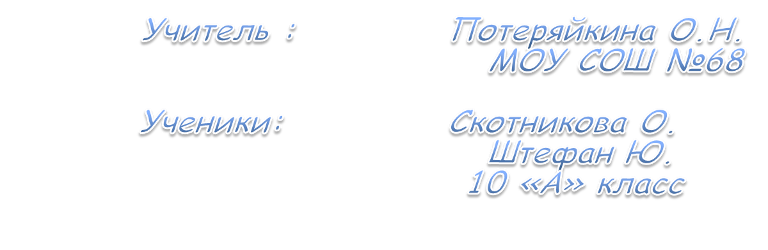 Учитель : Потеряйкина О.Н.
МОУ СОШ №68
Ученики: Скотникова О.
Штефан Ю.
10 «А» класс